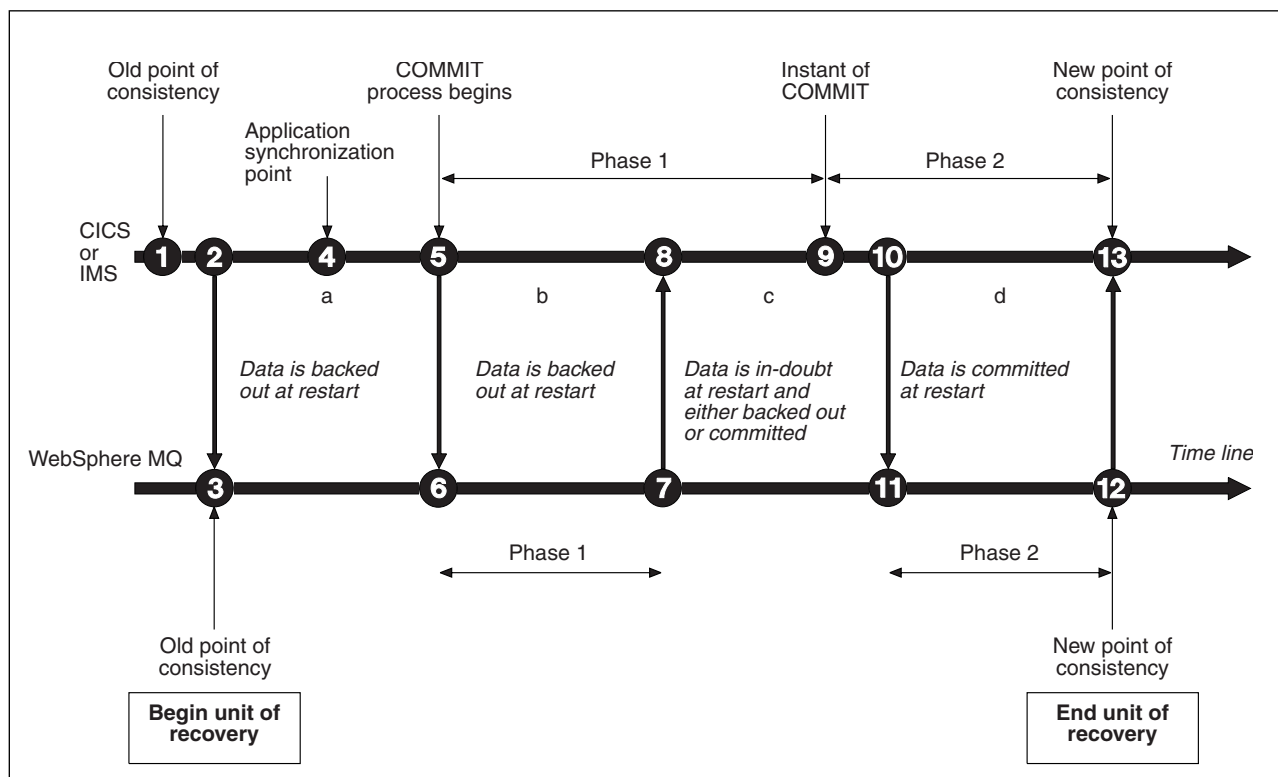 Old point of
consistency
COMMIT
process begins
Instant of
COMMIT
New point of
consistency
Application
synchronization
point
Phase 1
Phase 2
CICS
or
IMS
1
2
4
5
8
9
10
13
a
b
c
d
Data is backed
out at restart
Data is backed
out at restart
Data is in-doubt
at restart and
either backed out
or committed
Data is committed
at restart
WebSphere MQ
Time line
3
6
7
11
12
Phase 1
Phase 2
Old point of
consistency
New point of
consistency
Begin unit of
recovery
End unit of
recovery